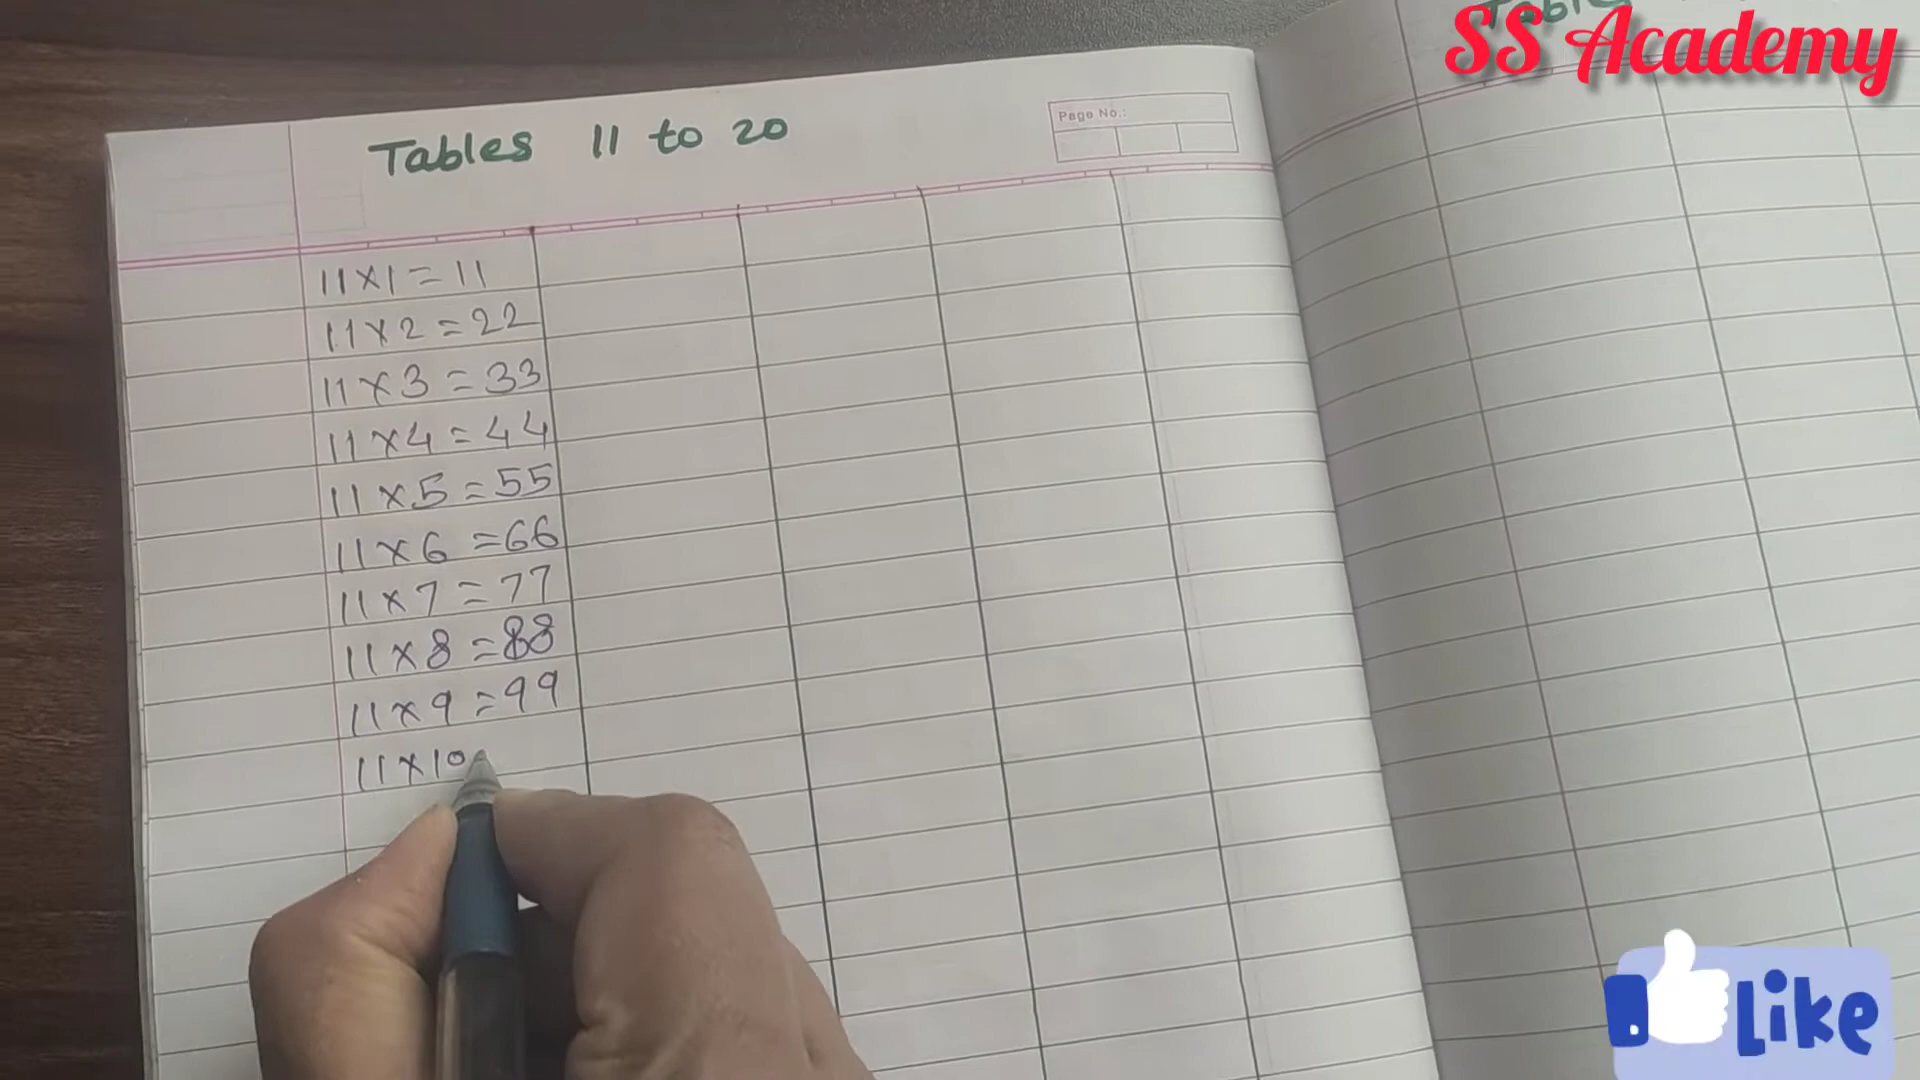 SS Academy
Tables
Tables 11 to 20
Page No.:
11×1=11
11×2=22
11×3=33
11×4=44
11×5=55
11×6=66
11×7=77
11×8=88
11×9=99
11×10
Like